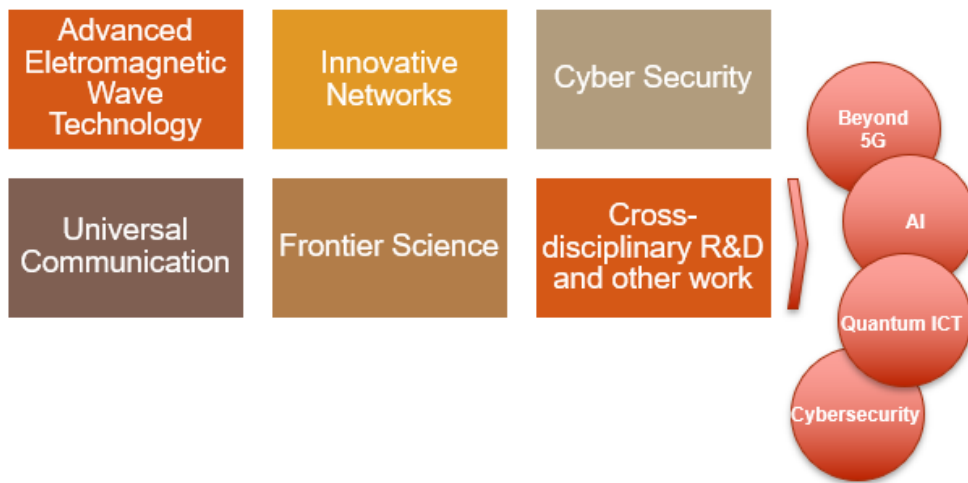 Advanced
Eletromagnetic
Wave
Technology
Innovative
Networks
Cyber Security
Universal
Communication
Frontier Science
Cross-
disciplinary R&D
and other work
Beyond
5G
AI
Quantum ICT
Cybersecurity